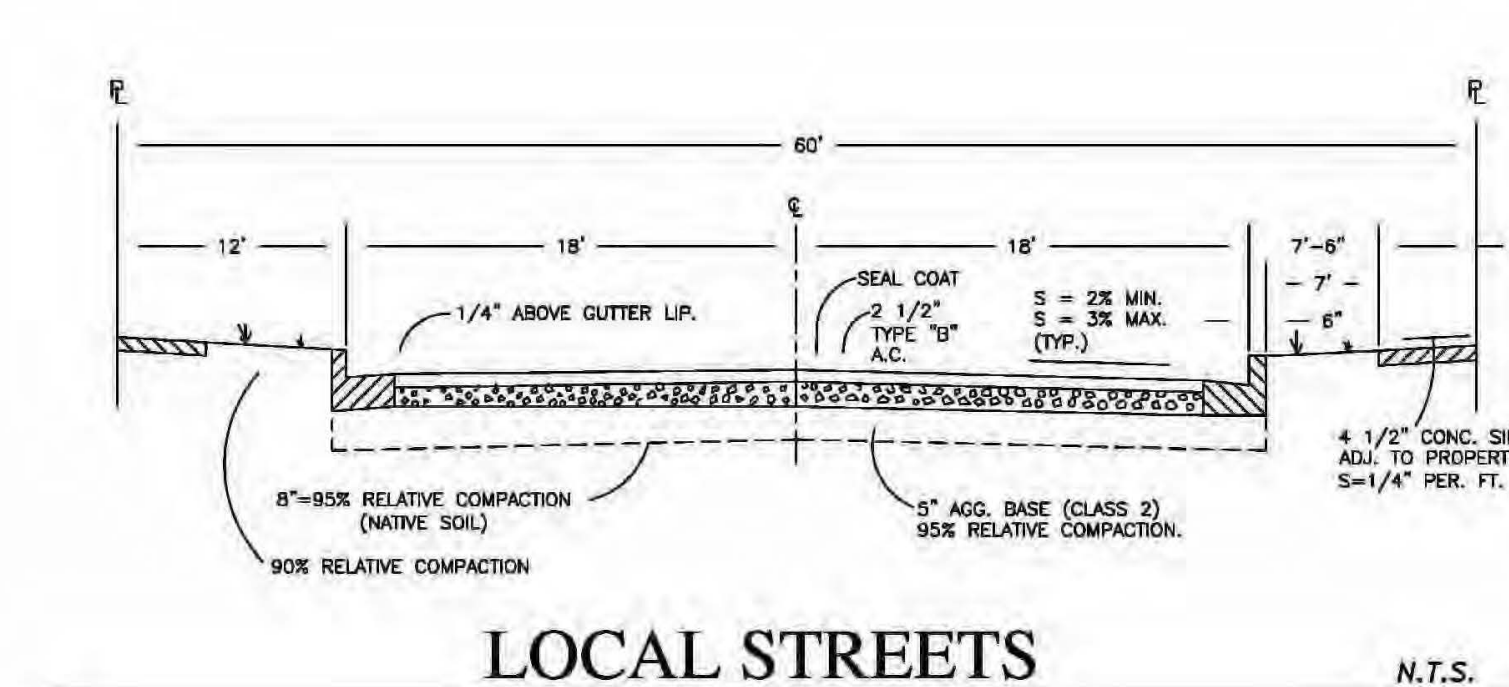 PL
PL
60'
CL
12'
18'
18'
7'-6"
SEAL COAT
7'
1/4" ABOVE GUTTER LIP.
2 1/2"
TYPE "B"
A.C.
S = 2% MIN.
S = 3% MAX.
(TYP.)
6"
4 1/2" CONC. SI
ADJ. TO PROPERT
S=1/4" PER. FT.
8"=95% RELATIVE COMPACTION
(NATIVE SOIL)
5" AGG. BASE (CLASS 2)
95% RELATIVE COMPACTION.
90% RELATIVE COMPACTION
LOCAL STREETS
N.T.S.